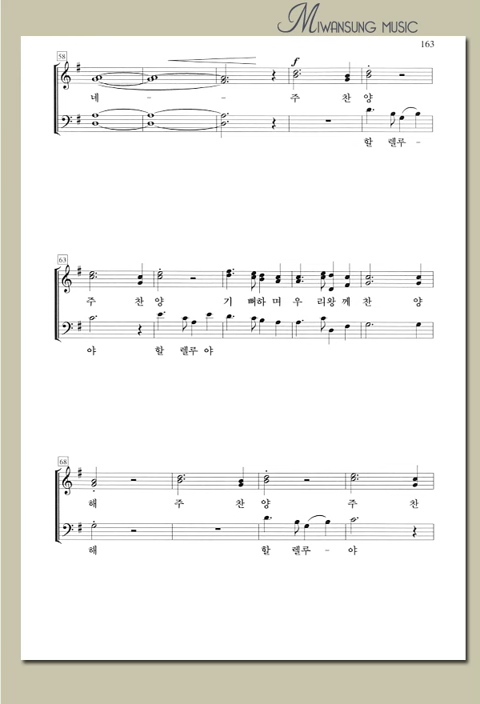 MIWANSUNG MUSIC
163
58
f
네 - - 주 찬 양
할 렐루 -
63
주 찬 양 기 뻐하 며 우 리왕 께 찬 양
야 할 렐루 야
68
해 주 찬 양 주 찬
해 할 렐루 - 야